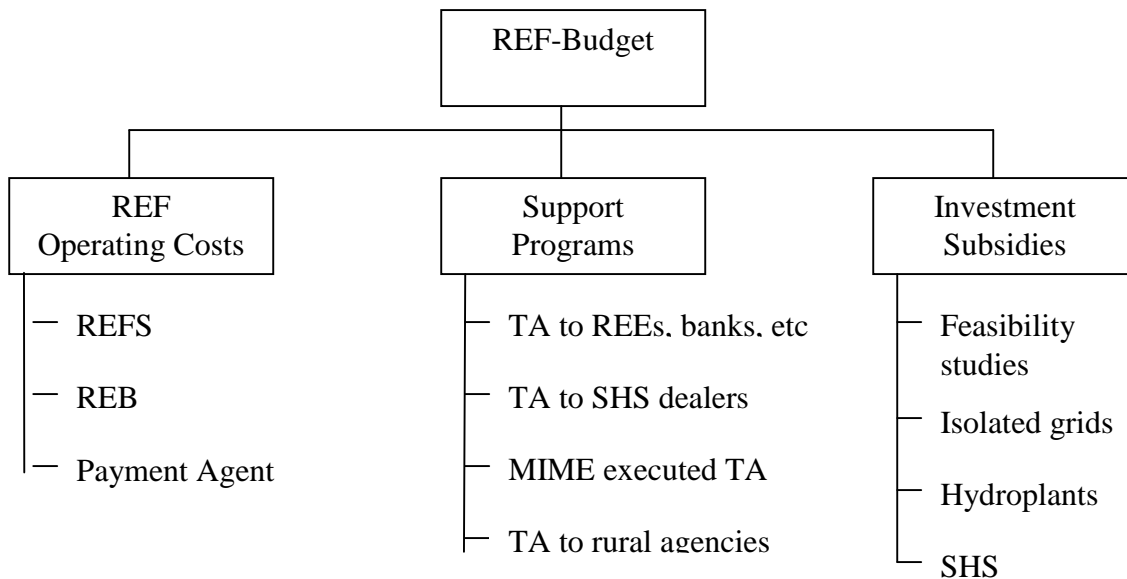 REF-Budget
REF
Operating Costs
REFS
REB
Payment Agent
Support
Programs
TA to REEs, banks, etc
TA to SHS dealers
MIME executed TA
TA to rural agencies
Investment
Subsidies
Feasibility
studies
Isolated grids
Hydroplants
SHS